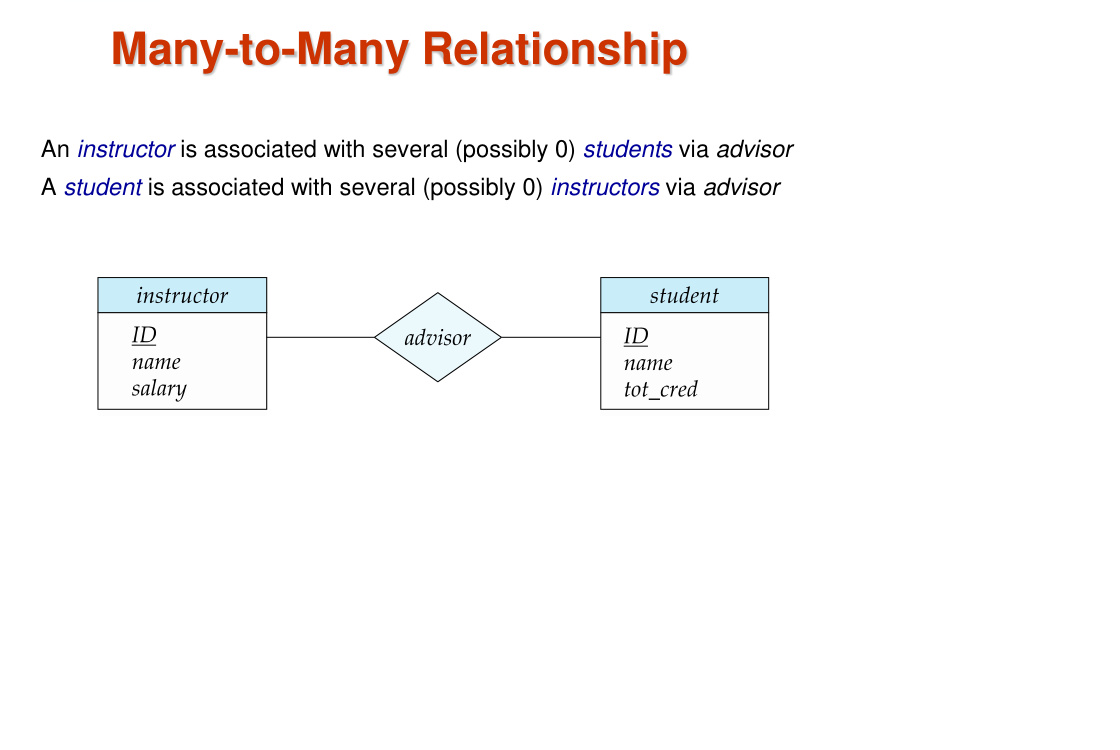 Many-to-Many Relationship
An instructor is associated with several (possibly 0) students via advisor
A student is associated with several (possibly 0) instructors via advisor
instructor
ID
name
salary
advisor
student
ID
name
tot_cred